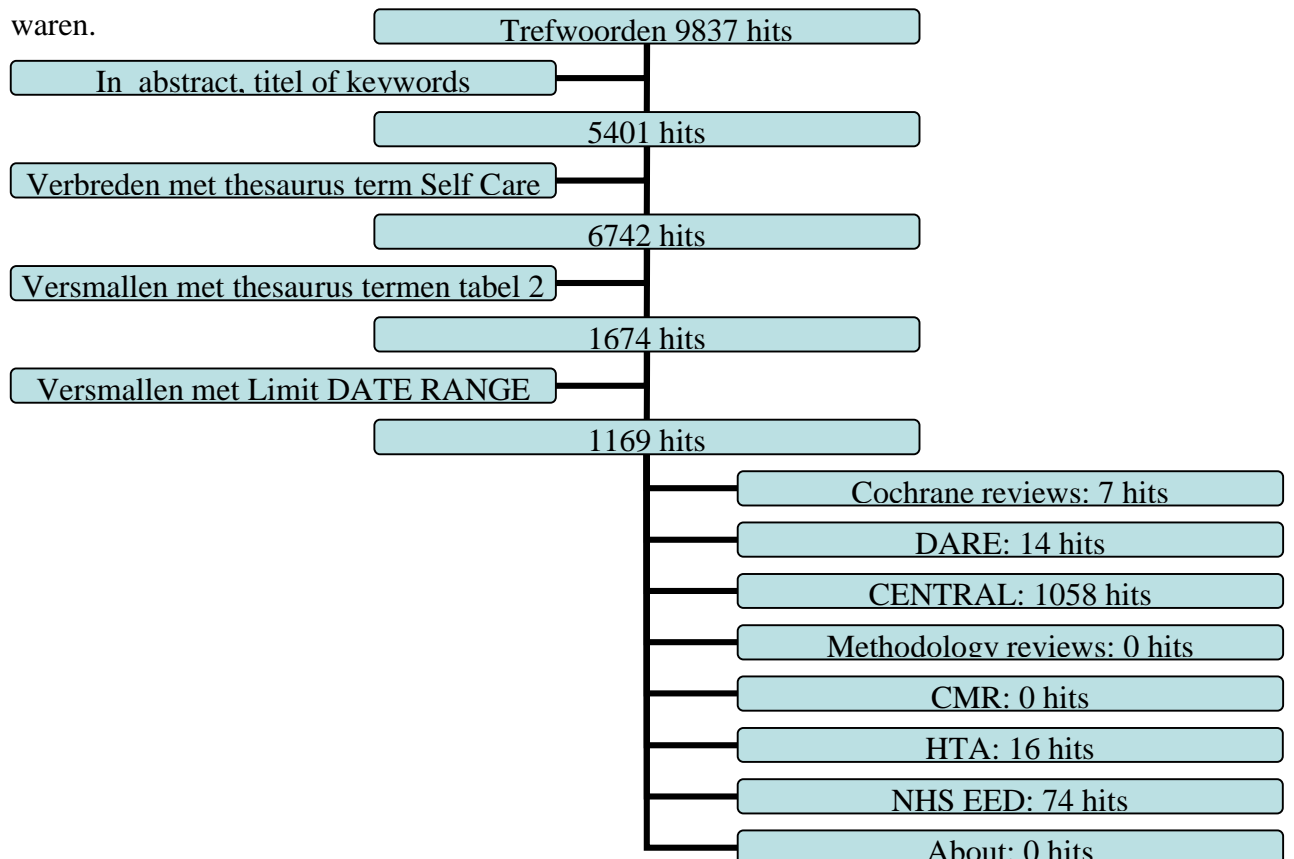 waren.
Trefwoorden 9837 hits
In abstract, titel of keywords
5401 hits
Verbreden met thesaurus term Self Care
6742 hits
Versmallen met thesaurus termen tabel 2
1674 hits
Versmallen met Limit DATE RANGE
1169 hits
Cochrane reviews: 7 hits
DARE: 14 hits
CENTRAL: 1058 hits
Methodology reviews: 0 hits
CMR: 0 hits
HTA: 16 hits
NHS EED: 74 hits
About: 0 hits